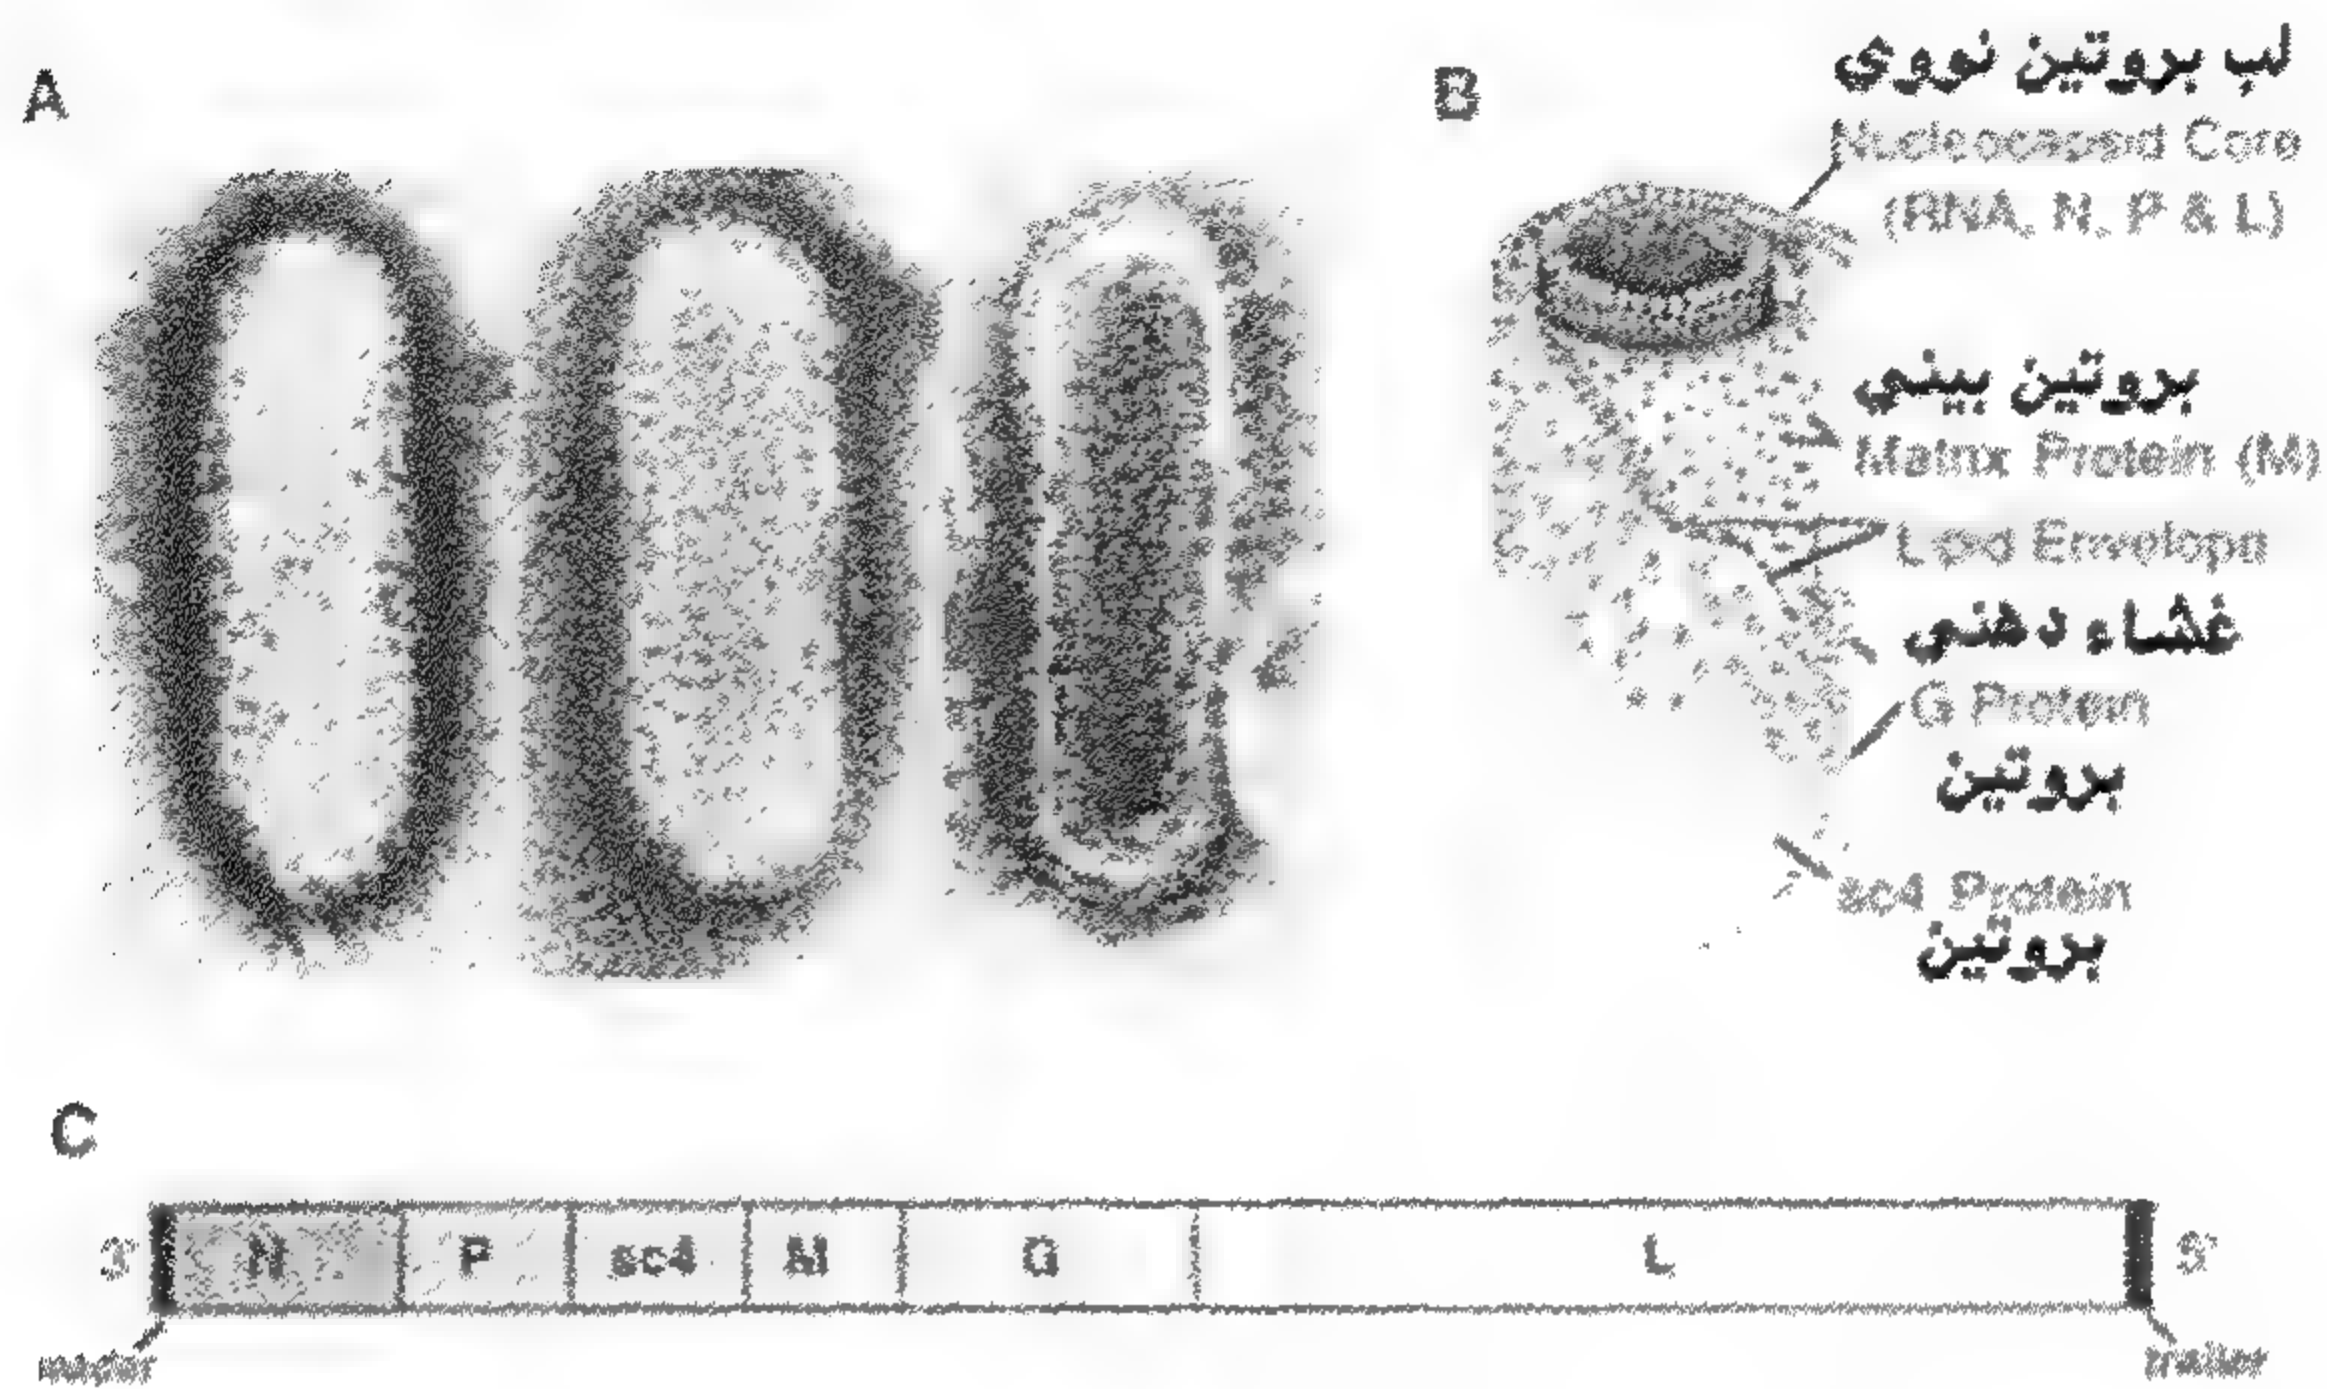 A
B
لب بروتين نووي
Nucleocapsid Core
(RNA, N, P & L)
بروتين بيني
Matrix Protein (M)
Lipid Envelope
غشاء دهني
G Protein
بروتين
sc4 Protein
بروتين
C
3' N P sc4 M G L 5'
leader trailer